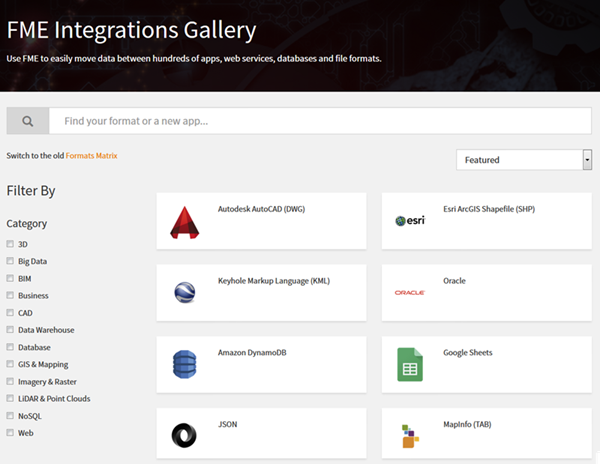 FME Integrations Gallery
Use FME to easily move data between hundreds of apps, web services, databases and file formats.
Find your format or a new app...
Switch to the old Formats Matrix
Featured
Filter By
Category
3D
Big Data
BIM
Business
CAD
Data Warehouse
Database
GIS & Mapping
Imagery & Raster
LiDAR & Point Clouds
NoSQL
Web
Autodesk AutoCAD (DWG)
esri
Esri ArcGIS Shapefile (SHP)
Keyhole Markup Language (KML)
ORACLE
Oracle
Amazon DynamoDB
Google Sheets
JSON
MapInfo (TAB)